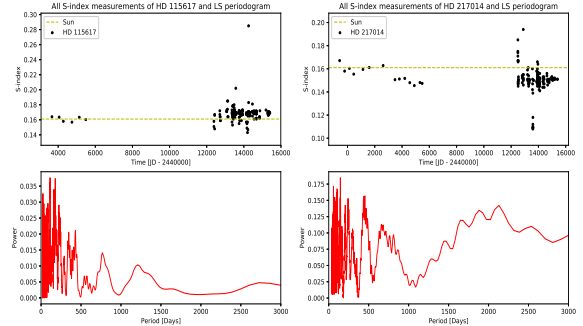 All S-index measurements of HD 115617 and LS periodogram
0.30
0.28
0.26
0.24
0.22
0.20
0.18
0.16
0.14
S-index
Sun
HD 115617
4000 6000 8000 10000 12000 14000 16000
Time [JD - 2440000]
All S-index measurements of HD 217014 and LS periodogram
0.20
0.18
0.16
0.14
0.12
0.10
S-index
Sun
HD 217014
0 2000 4000 6000 8000 10000 12000 14000 16000
Time [JD - 2440000]
0.035
0.030
0.025
0.020
0.015
0.010
0.005
0.000
Power
0 500 1000 1500 2000 2500 3000
Period [Days]
0.175
0.150
0.125
0.100
0.075
0.050
0.025
0.000
Power
0 500 1000 1500 2000 2500 3000
Period [Days]